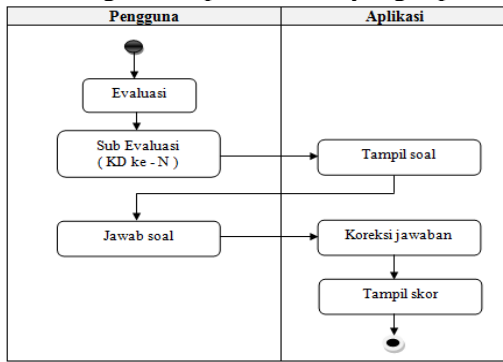 Pengguna
Aplikasi
Evaluasi
Sub Evaluasi
( KD ke - N )
Tampil soal
Jawab soal
Koreksi jawaban
Tampil skor